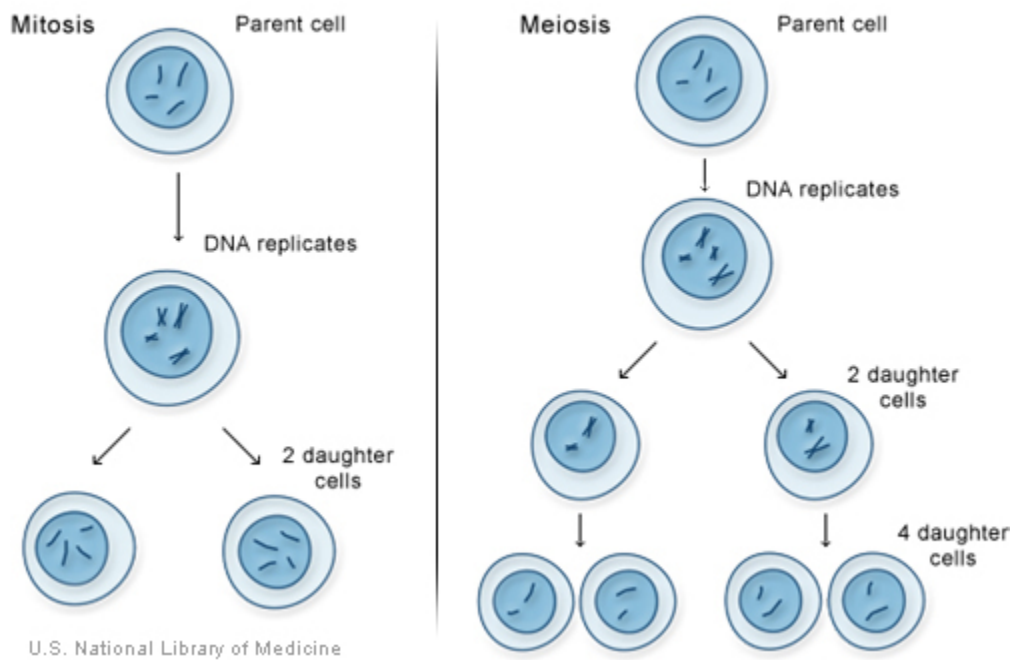 Mitosis
Parent cell
DNA replicates
2 daughter
cells
U.S. National Library of Medicine
Meiosis
Parent cell
DNA replicates
2 daughter
cells
4 daughter
cells